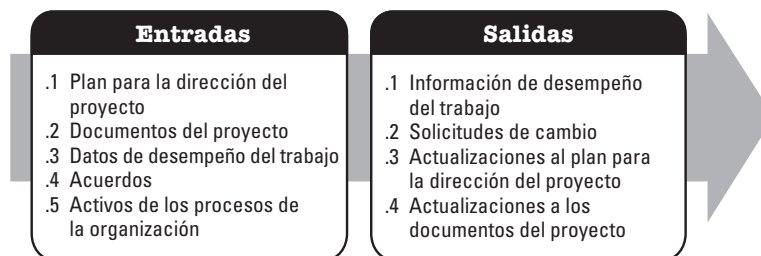 Entradas
.1 Plan para la dirección del
proyecto
.2 Documentos del proyecto
.3 Datos de desempeño del trabajo
.4 Acuerdos
.5 Activos de los procesos de
la organización
Salidas
.1 Información de desempeño
del trabajo
.2 Solicitudes de cambio
.3 Actualizaciones al plan para
la dirección del proyecto
.4 Actualizaciones a los
documentos del proyecto